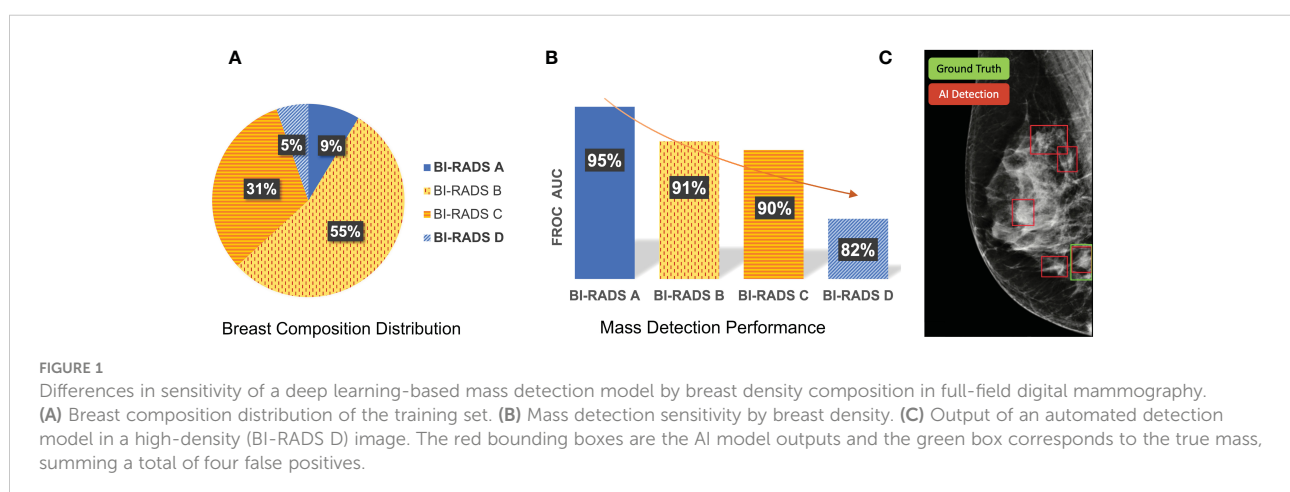 A
B
C
9%
55%
31%
5%
BI-RADS A
BI-RADS B
BI-RADS C
BI-RADS D
Breast Composition Distribution
FROC AUC
95%
91%
90%
82%
BI-RADS A
BI-RADS B
BI-RADS C
BI-RADS D
Mass Detection Performance
Ground Truth
AI Detection
FIGURE 1
Differences in sensitivity of a deep learning-based mass detection model by breast density composition in full-field digital mammography.
(A) Breast composition distribution of the training set. (B) Mass detection sensitivity by breast density. (C) Output of an automated detection
model in a high-density (BI-RADS D) image. The red bounding boxes are the AI model outputs and the green box corresponds to the true mass,
summing a total of four false positives.